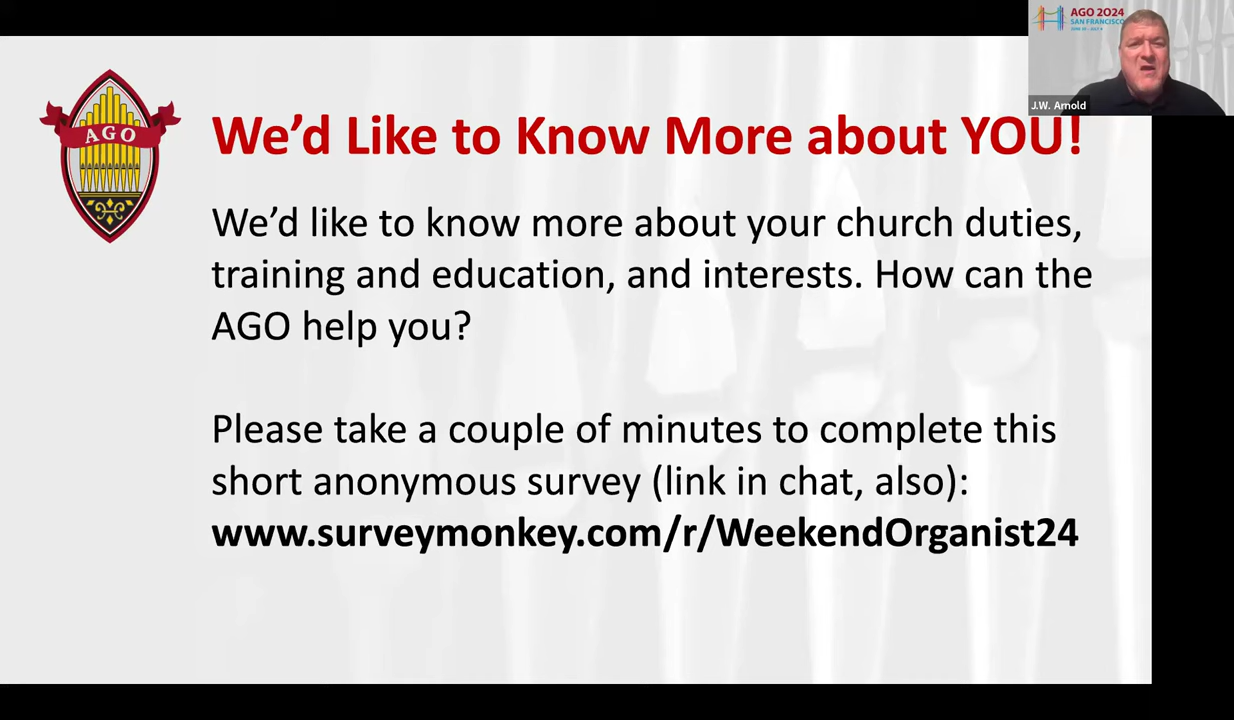 AGO 2024
SAN FRANCISCO
J.W. Arnold
AGO
We’d Like to Know More about YOU!
We’d like to know more about your church duties,
training and education, and interests. How can the
AGO help you?
Please take a couple of minutes to complete this
short anonymous survey (link in chat, also):
www.surveymonkey.com/r/WeekendOrganist24